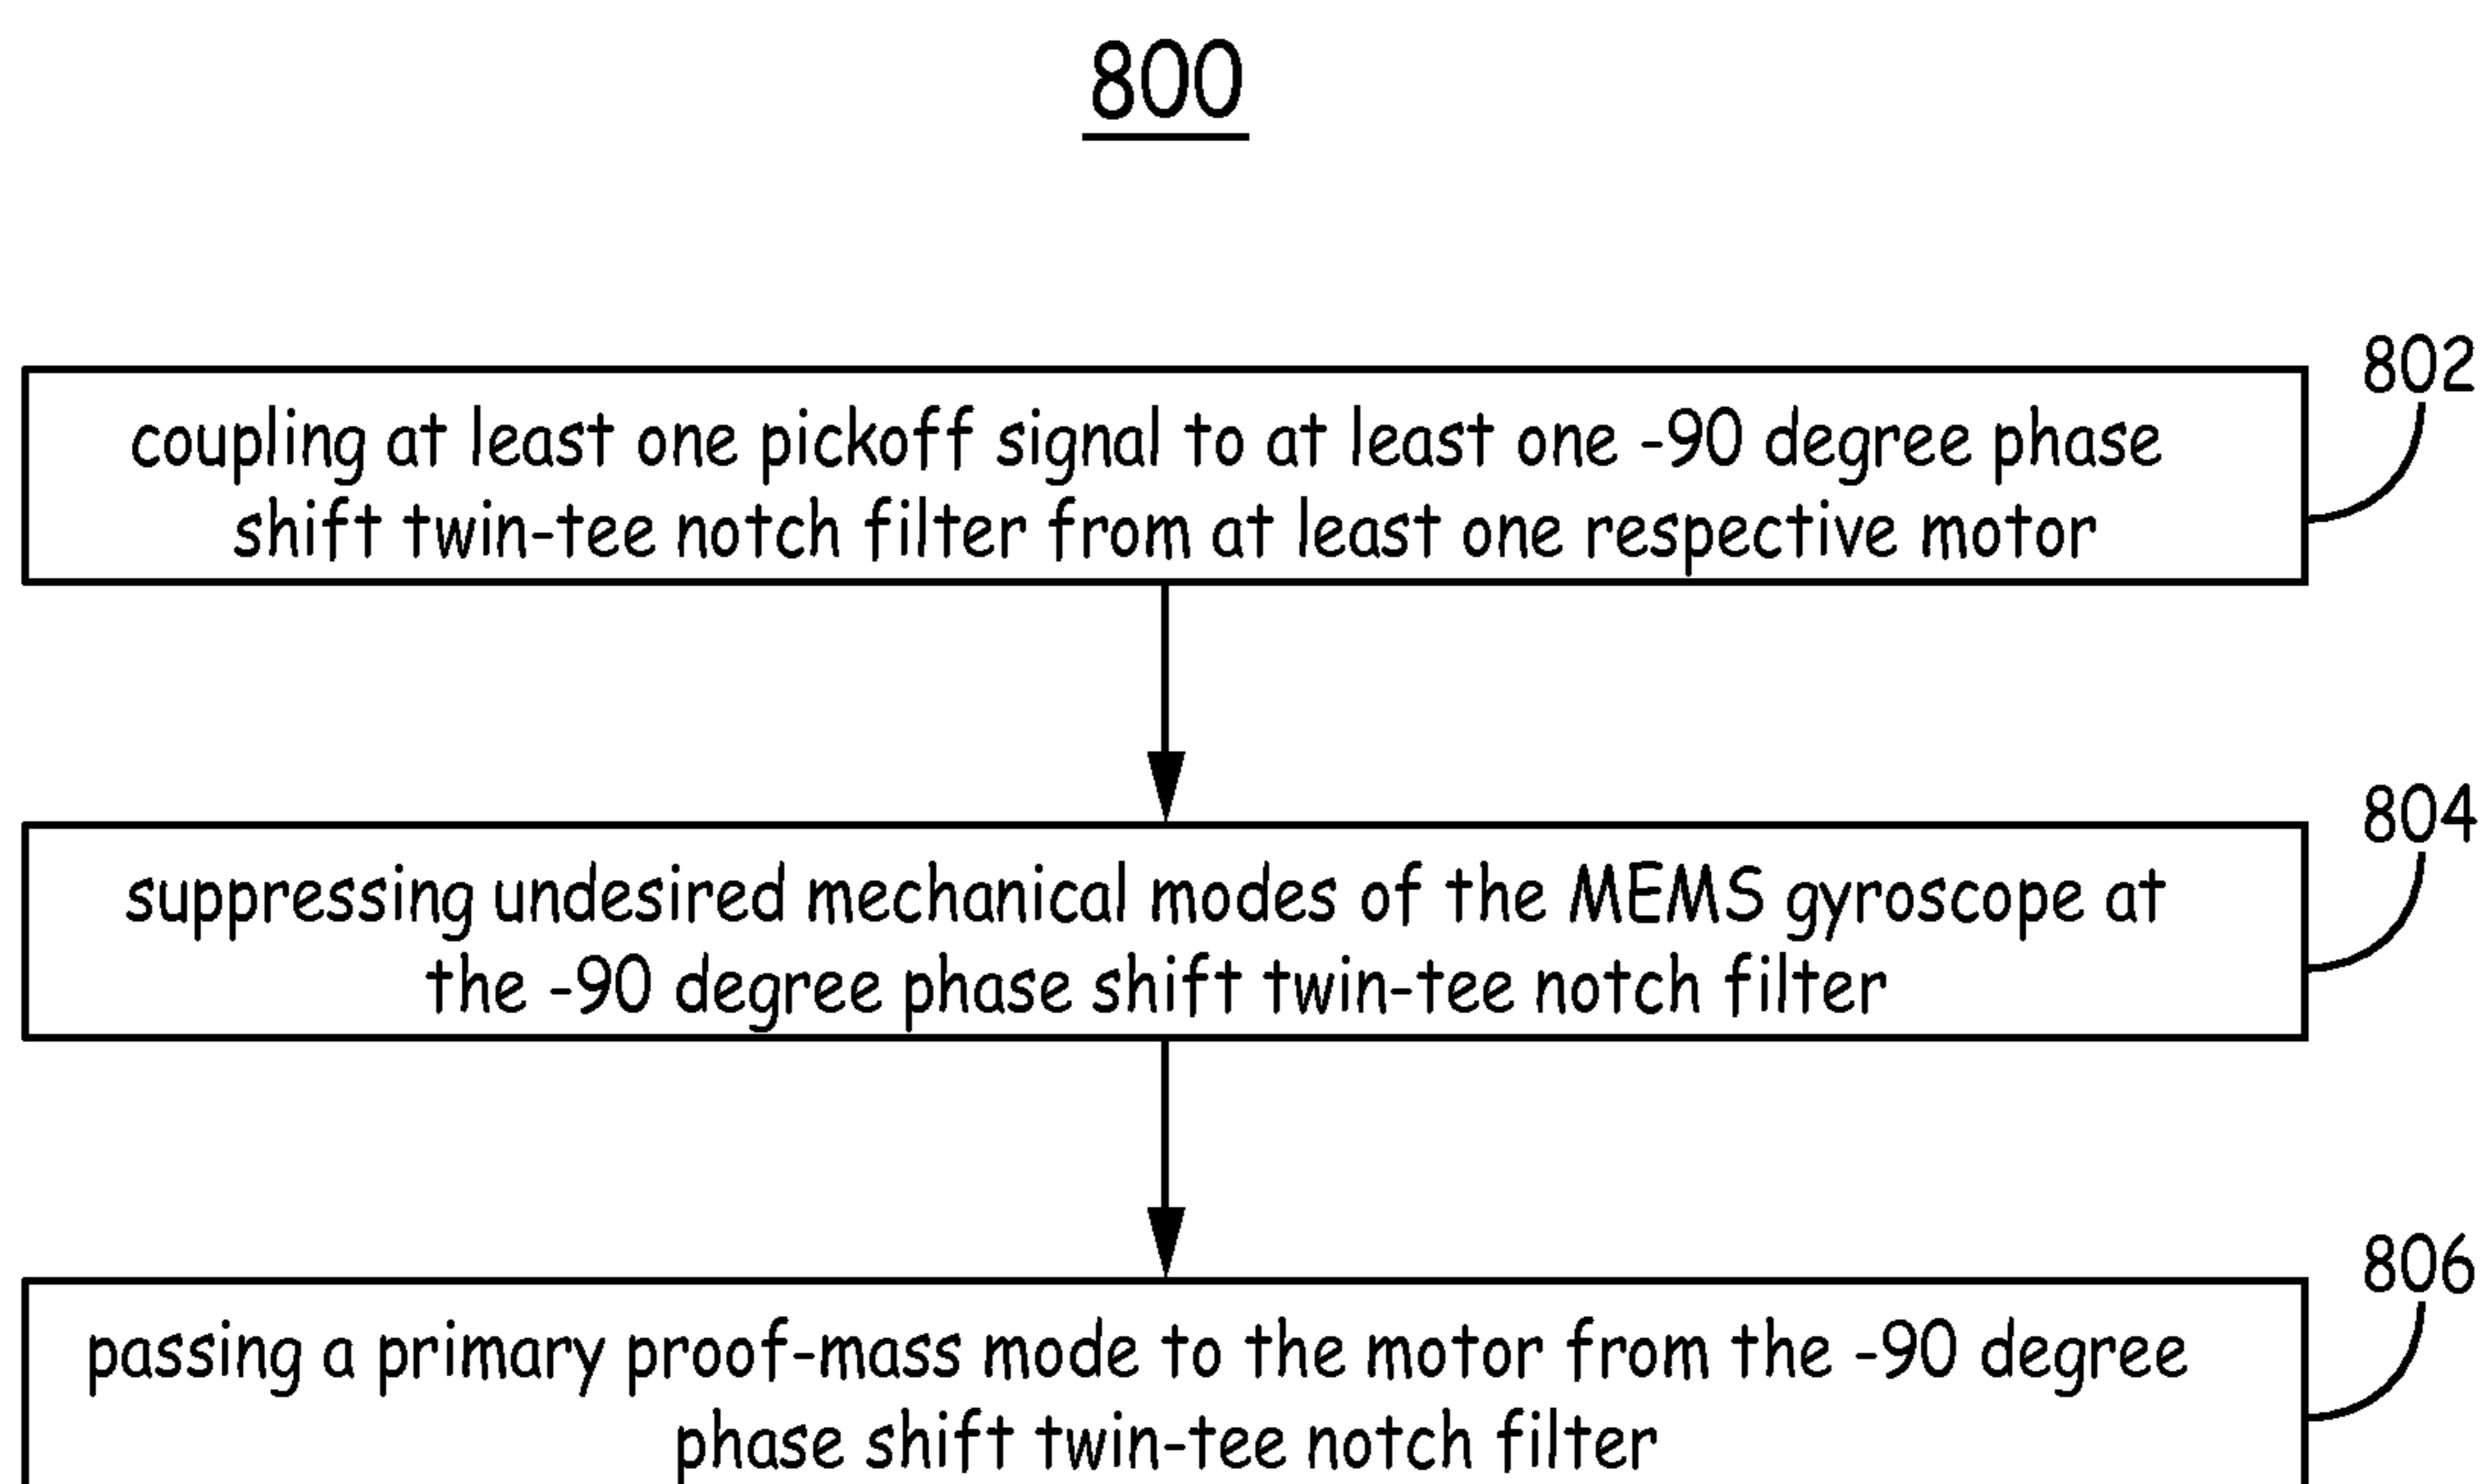 800
802
coupling at least one pickoff signal to at least one -90 degree phase
shift twin-tee notch filter from at least one respective motor
804
suppressing undesired mechanical modes of the MEMS gyroscope at
the -90 degree phase shift twin-tee notch filter
806
passing a primary proof-mass mode to the motor from the -90 degree
phase shift twin-tee notch filter